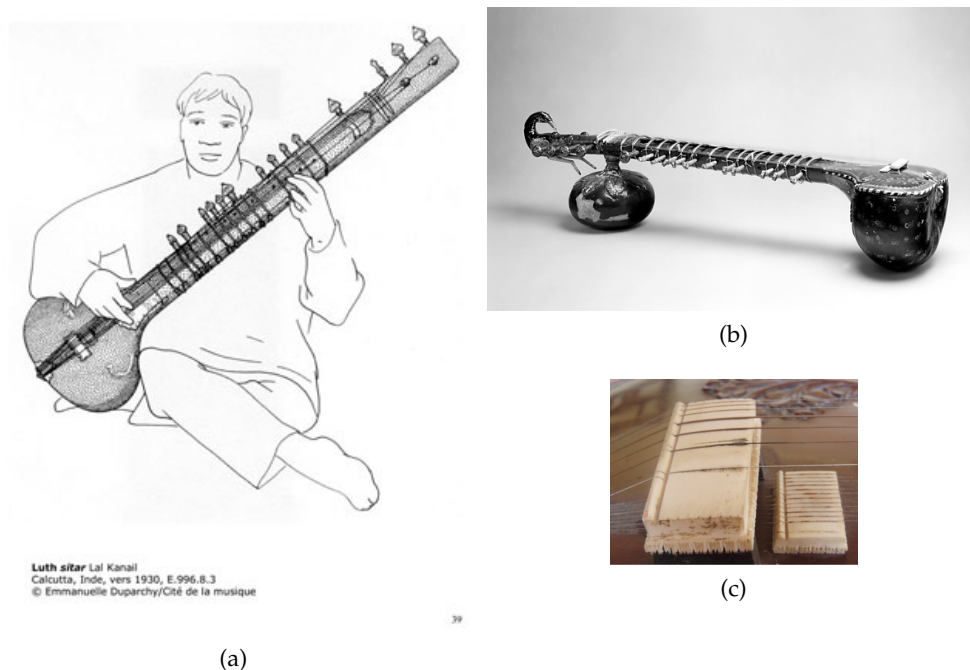 Luth sitar Lal Kanail
Calcutta, Inde, vers 1930, E.996.8.3
© Emmanuelle Duparchy/Cité de la musique
39
(a)
(b)
(c)